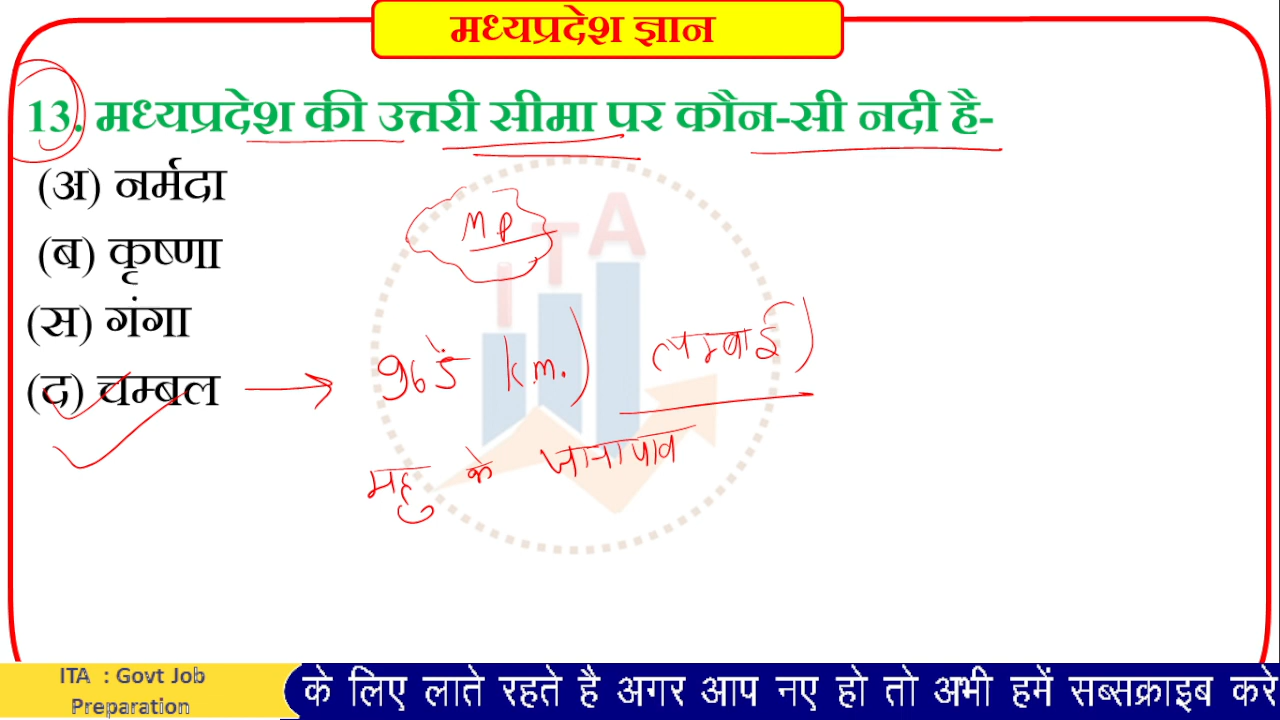 मध्यप्रदेश ज्ञान
13. मध्यप्रदेश की उत्तरी सीमा पर कौन-सी नदी है-
(अ) नर्मदा
(ब) कृष्णा
(स) गंगा
(द) चम्बल
MP
ITA
965 k.m.) लम्बाई)
महु के जानापाव
ITA : Govt Job
Preparation
के लिए लाते रहते है अगर आप नए हो तो अभी हमें सब्सक्राइब करे